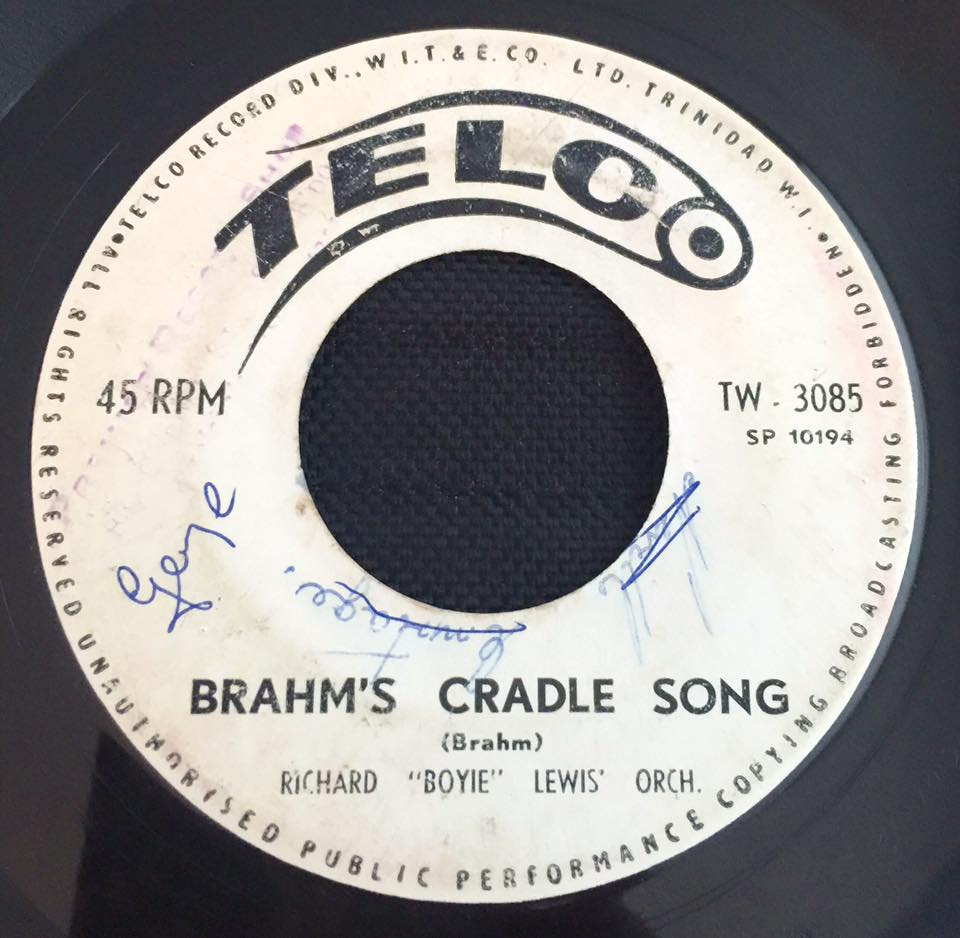 •TELCO RECORD DIV., W I.T. & E. CO. LTD. TRINIDAD W.I.•
TELCO
45 RPM
TW - 3085
SP 10194
BRAHM'S CRADLE SONG
(Brahm)
RICHARD "BOYIE" LEWIS' ORCH.
ALL RIGHTS RESERVED UNAUTHORISED PUBLIC PERFORMANCE COPYING BROADCASTING FORBIDDEN